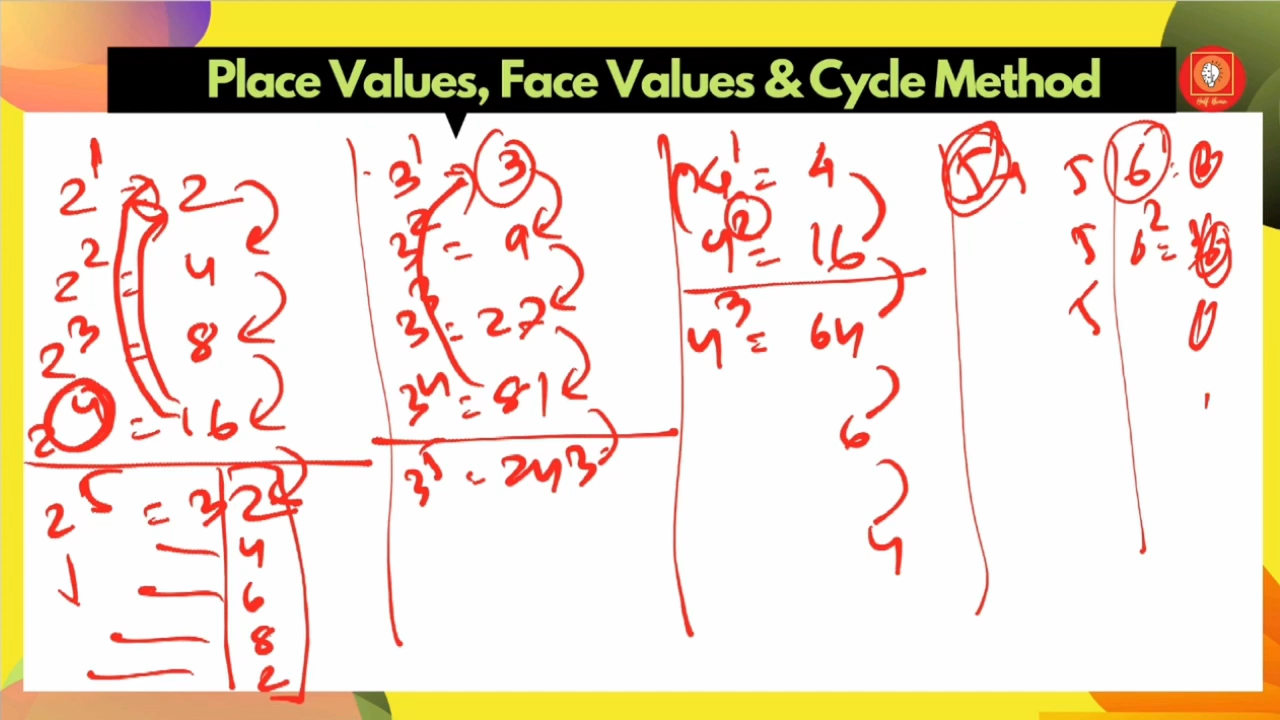 Place Values, Face Values & Cycle Method
Half Brain
2¹ = 2
2² = 4
2³ = 8
2⁴ = 16
2⁵ = 32
4
6
8
2
3¹ = 3
3² = 9
3³ = 27
3⁴ = 81
3⁵ = 243
4¹ = 4
4² = 16
4³ = 64
6
4
5
5
5
5
6
6² =